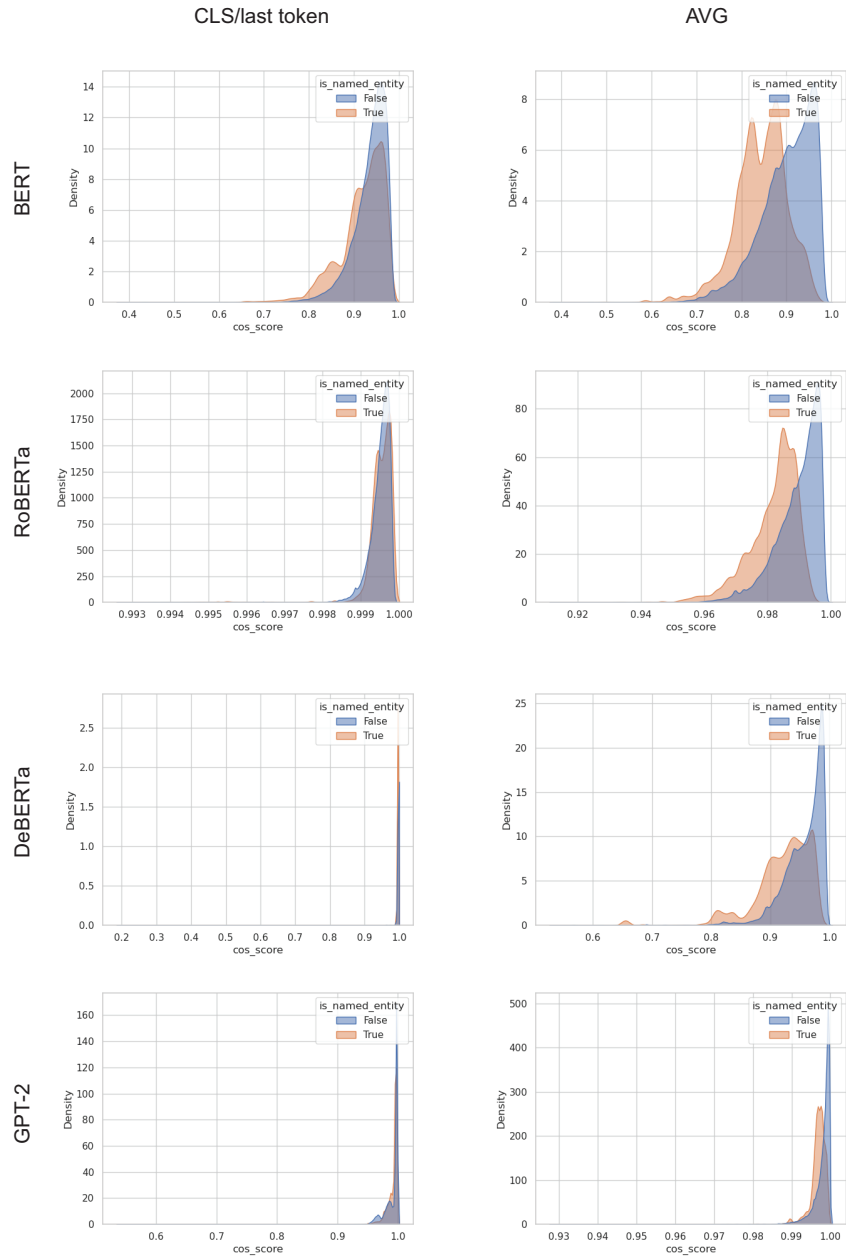 CLS/last token
AVG
BERT
is_named_entity
False
True
14
12
10
8
6
4
2
0
Density
0.4 0.5 0.6 0.7 0.8 0.9 1.0
cos_score
is_named_entity
False
True
8
6
4
2
0
Density
0.4 0.5 0.6 0.7 0.8 0.9 1.0
cos_score
RoBERTa
is_named_entity
False
True
2000
1750
1500
1250
1000
750
500
250
0
Density
0.993 0.994 0.995 0.996 0.997 0.998 0.999 1.000
cos_score
is_named_entity
False
True
80
60
40
20
0
Density
0.92 0.94 0.96 0.98 1.00
cos_score
DeBERTa
is_named_entity
False
True
2.5
2.0
1.5
1.0
0.5
0.0
Density
0.2 0.3 0.4 0.5 0.6 0.7 0.8 0.9 1.0
cos_score
is_named_entity
False
True
25
20
15
10
5
0
Density
0.6 0.7 0.8 0.9 1.0
cos_score
GPT-2
is_named_entity
False
True
160
140
120
100
80
60
40
20
0
Density
0.6 0.7 0.8 0.9 1.0
cos_score
is_named_entity
False
True
500
400
300
200
100
0
Density
0.93 0.94 0.95 0.96 0.97 0.98 0.99 1.00
cos_score